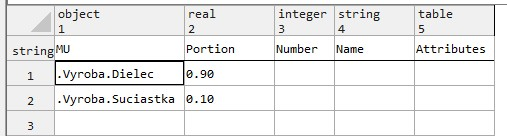 object real integer string table
1 2 3 4 5
string MU Portion Number Name Attributes
1 .Vyroba.Dielec 0.90
2 .Vyroba.Suciastka 0.10
3